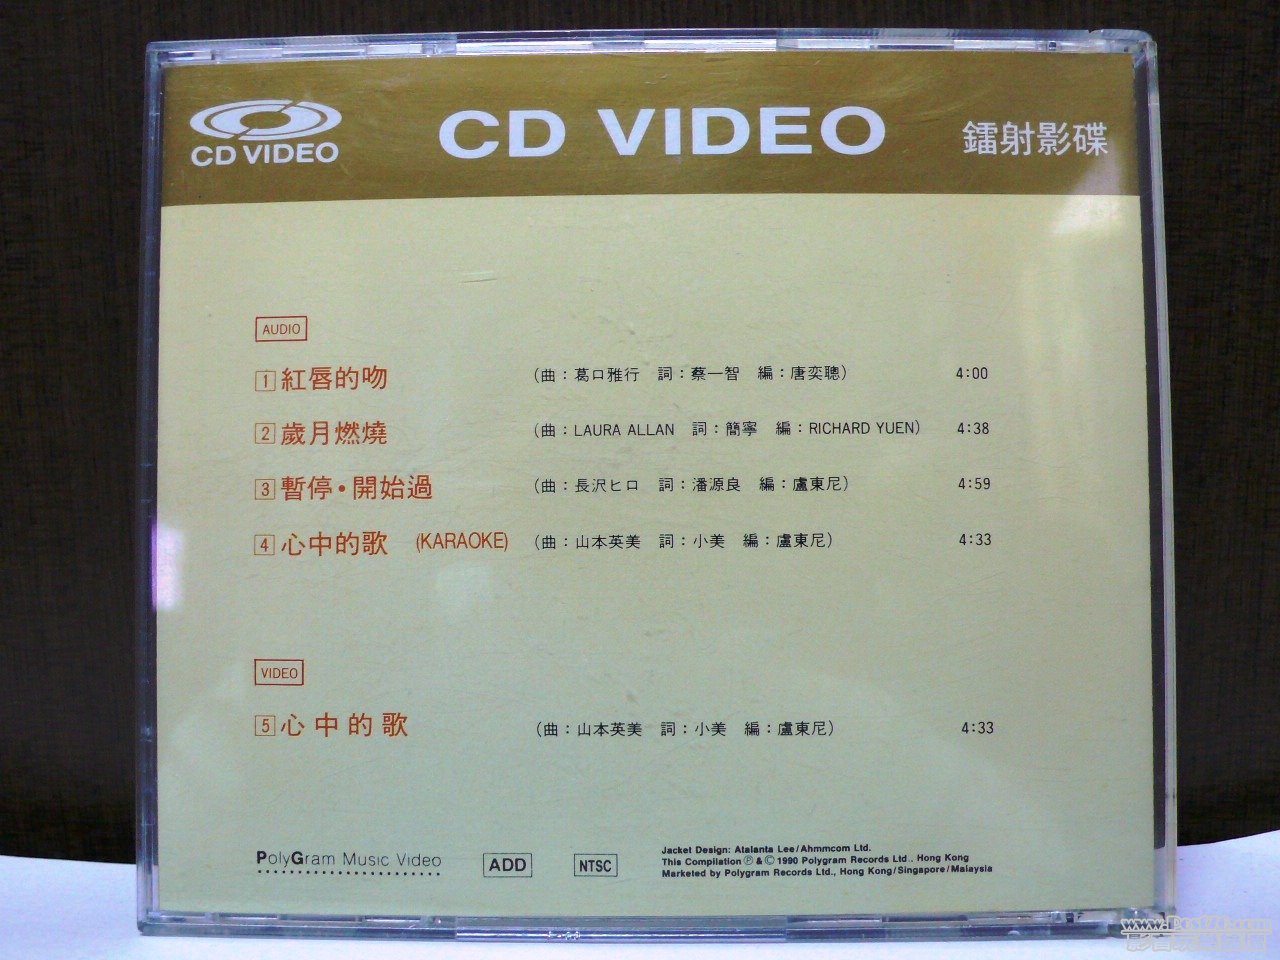 CD VIDEO
CD VIDEO
鐳射影碟
AUDIO
1 紅唇的吻 (曲：葛口雅行 詞：蔡一智 編：唐奕聰) 4:00
2 歲月燃燒 (曲：LAURA ALLAN 詞：簡寧 編：RICHARD YUEN) 4:38
3 暫停•開始過 (曲：長沢ヒロ 詞：潘源良 編：盧東尼) 4:59
4 心中的歌 (KARAOKE) (曲：山本英美 詞：小美 編：盧東尼) 4:33
VIDEO
5 心中的歌 (曲：山本英美 詞：小美 編：盧東尼) 4:33
PolyGram Music Video
ADD
NTSC
Jacket Design: Atalanta Lee/Ahmmcom Ltd.
This Compilation Ⓟ & © 1990 Polygram Records Ltd., Hong Kong
Marketed by Polygram Records Ltd., Hong Kong/Singapore/Malaysia